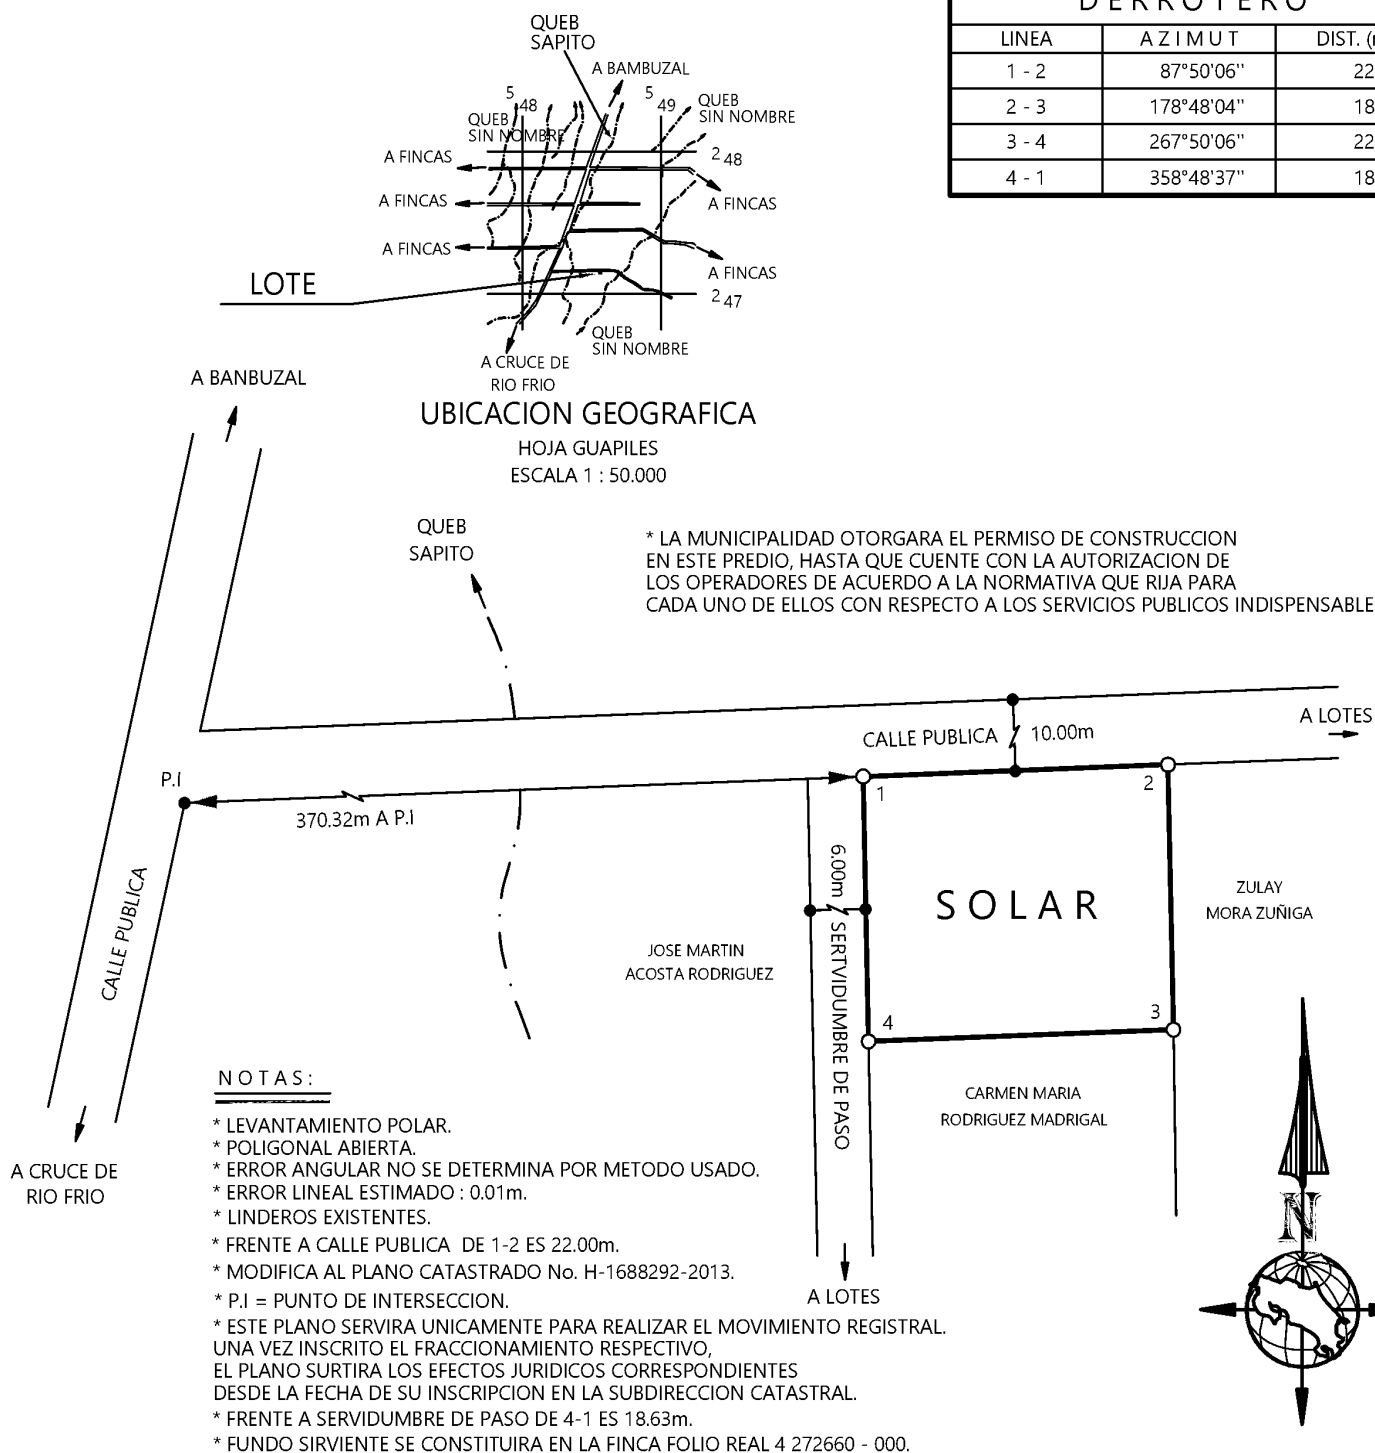 DERROTERO
LINEA AZIMUT DIST.
1 - 2 87°50'06" 22
2 - 3 178°48'04" 18
3 - 4 267°50'06" 22
4 - 1 358°48'37" 18
QUEB
SAPITO
A BAMBUZAL
5 48
5 49
QUEB
SIN NOMBRE
QUEB
SIN NOMBRE
2 48
A FINCAS
A FINCAS
A FINCAS
A FINCAS
A FINCAS
LOTE
2 47
QUEB
SIN NOMBRE
A CRUCE DE
RIO FRIO
UBICACION GEOGRAFICA
HOJA GUAPILES
ESCALA 1 : 50.000
A BANBUZAL
QUEB
SAPITO
* LA MUNICIPALIDAD OTORGARA EL PERMISO DE CONSTRUCCION
EN ESTE PREDIO, HASTA QUE CUENTE CON LA AUTORIZACION DE
LOS OPERADORES DE ACUERDO A LA NORMATIVA QUE RIJA PARA
CADA UNO DE ELLOS CON RESPECTO A LOS SERVICIOS PUBLICOS INDISPENSABLE
A LOTES
CALLE PUBLICA 10.00m
P.I
370.32m A P.I
1
2
CALLE PUBLICA
6.00m
SERTVIDUMBRE DE PASO
SOLAR
ZULAY
MORA ZUÑIGA
JOSE MARTIN
ACOSTA RODRIGUEZ
4
3
CARMEN MARIA
RODRIGUEZ MADRIGAL
A CRUCE DE
RIO FRIO
A LOTES
N
NOTAS:
* LEVANTAMIENTO POLAR.
* POLIGONAL ABIERTA.
* ERROR ANGULAR NO SE DETERMINA POR METODO USADO.
* ERROR LINEAL ESTIMADO : 0.01m.
* LINDEROS EXISTENTES.
* FRENTE A CALLE PUBLICA DE 1-2 ES 22.00m.
* MODIFICA AL PLANO CATASTRADO No. H-1688292-2013.
* P.I = PUNTO DE INTERSECCION.
* ESTE PLANO SERVIRA UNICAMENTE PARA REALIZAR EL MOVIMIENTO REGISTRAL.
UNA VEZ INSCRITO EL FRACCIONAMIENTO RESPECTIVO,
EL PLANO SURTIRA LOS EFECTOS JURIDICOS CORRESPONDIENTES
DESDE LA FECHA DE SU INSCRIPCION EN LA SUBDIRECCION CATASTRAL.
* FRENTE A SERVIDUMBRE DE PASO DE 4-1 ES 18.63m.
* FUNDO SIRVIENTE SE CONSTITUIRA EN LA FINCA FOLIO REAL 4 272660 - 000.